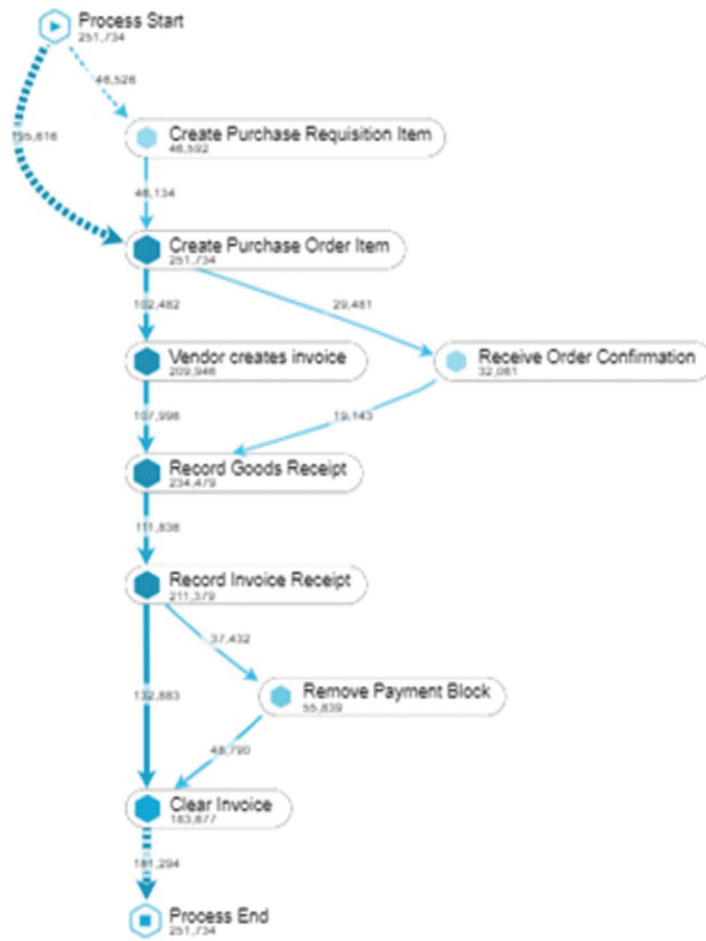 Process Start
251,734
46,526
195,616
Create Purchase Requisition Item
46,592
46,134
Create Purchase Order Item
251,734
102,482
29,481
Vendor creates invoice
209,946
Receive Order Confirmation
32,061
107,996
19,143
Record Goods Receipt
234,479
111,836
Record Invoice Receipt
211,379
37,432
132,883
Remove Payment Block
55,839
48,790
Clear Invoice
183,677
181,294
Process End
251,734